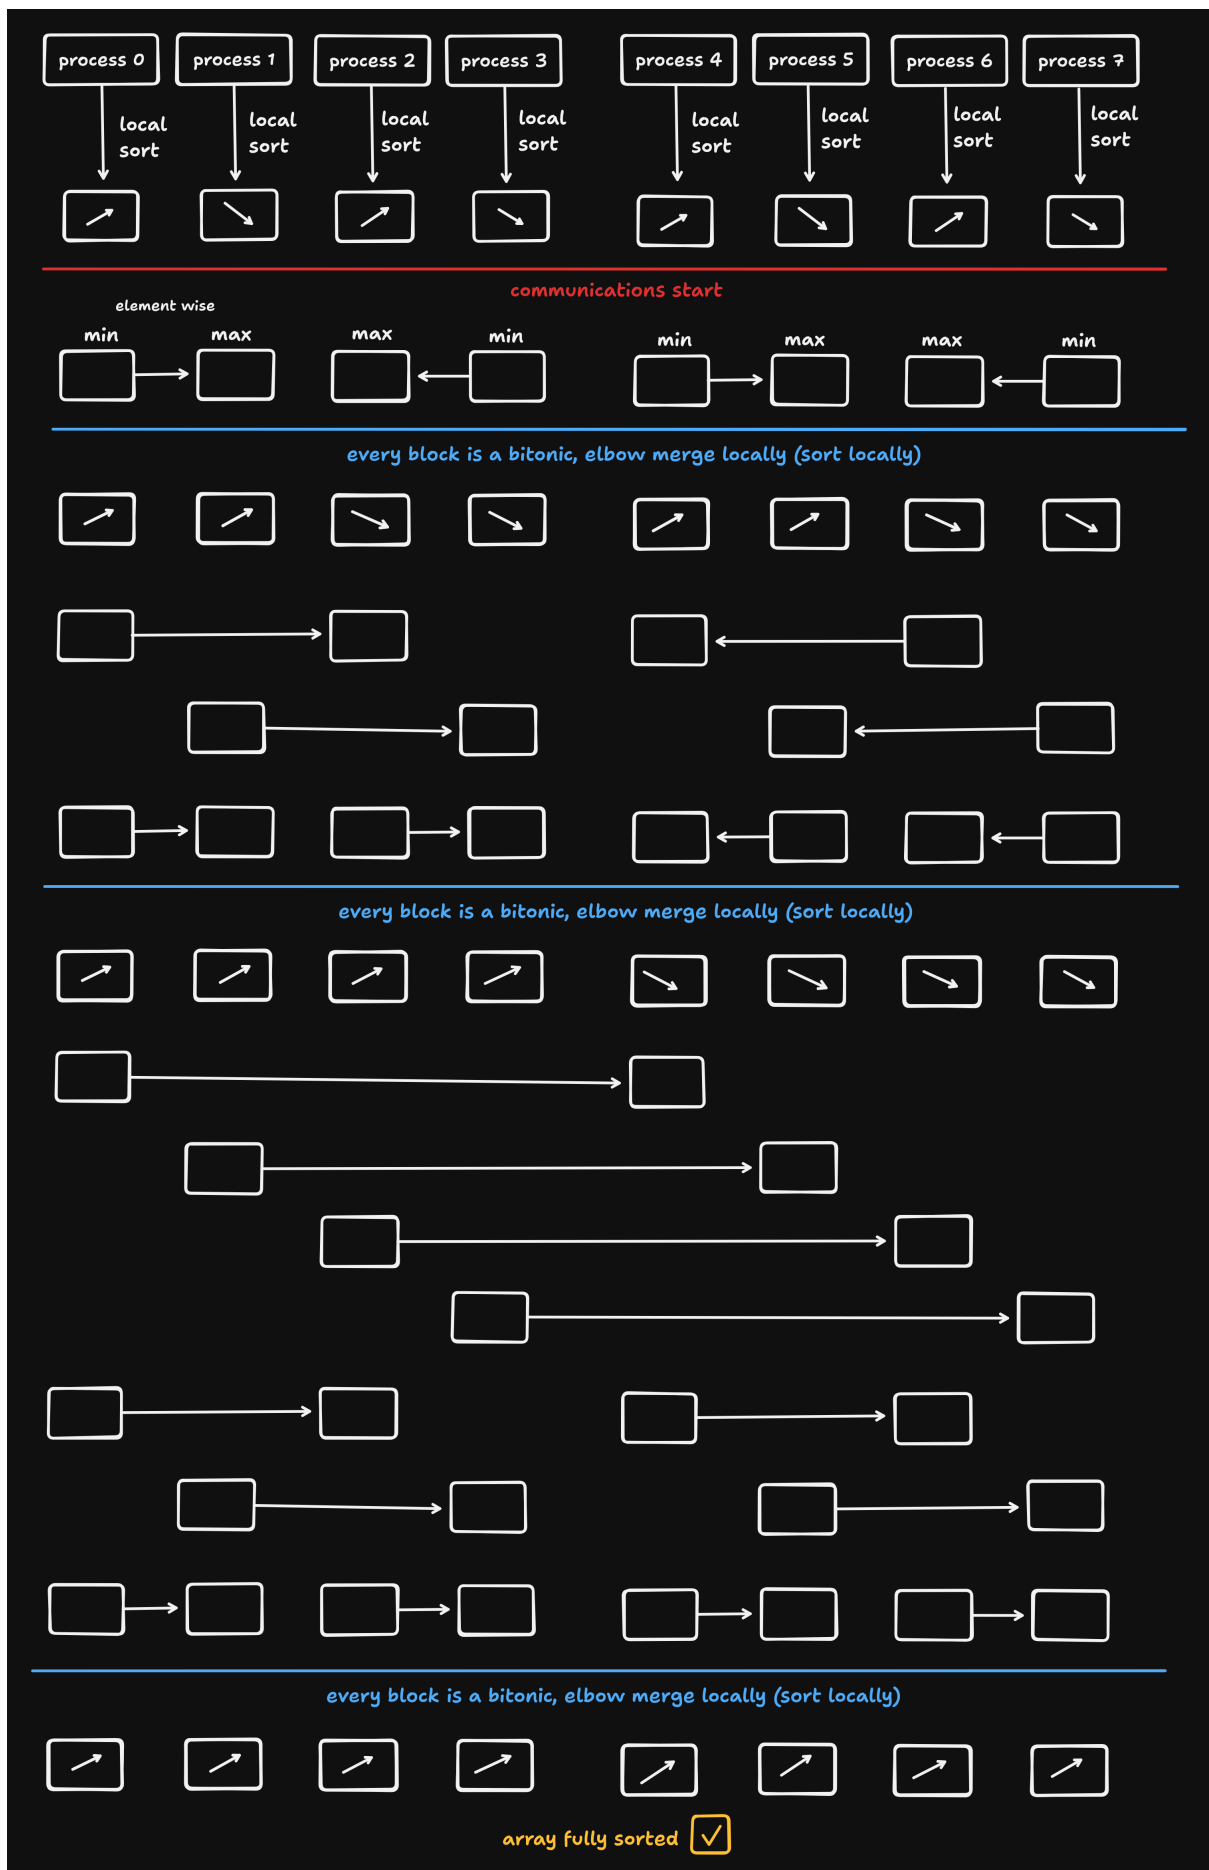 process 0
process 1
process 2
process 3
process 4
process 5
process 6
process 7
local
sort
local
sort
local
sort
local
sort
local
sort
local
sort
local
sort
local
sort
communications start
element wise
min
max
max
min
min
max
max
min
every block is a bitonic, elbow merge locally (sort locally)
every block is a bitonic, elbow merge locally (sort locally)
every block is a bitonic, elbow merge locally (sort locally)
array fully sorted